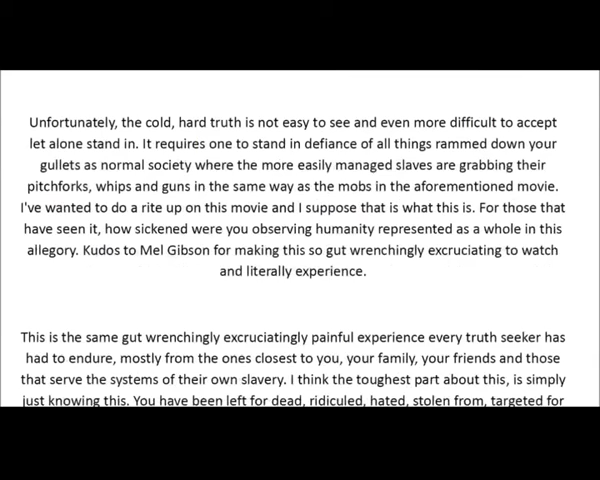 Unfortunately, the cold, hard truth is not easy to see and even more difficult to accept
let alone stand in. It requires one to stand in defiance of all things rammed down your
gullets as normal society where the more easily managed slaves are grabbing their
pitchforks, whips and guns in the same way as the mobs in the aforementioned movie.
I've wanted to do a rite up on this movie and I suppose that is what this is. For those that
have seen it, how sickened were you observing humanity represented as a whole in this
allegory. Kudos to Mel Gibson for making this so gut wrenchingly excruciating to watch
and literally experience.
This is the same gut wrenchingly excruciatingly painful experience every truth seeker has
had to endure, mostly from the ones closest to you, your family, your friends and those
that serve the systems of their own slavery. I think the toughest part about this, is simply
just knowing this. You have been left for dead, ridiculed, hated, stolen from, targeted for